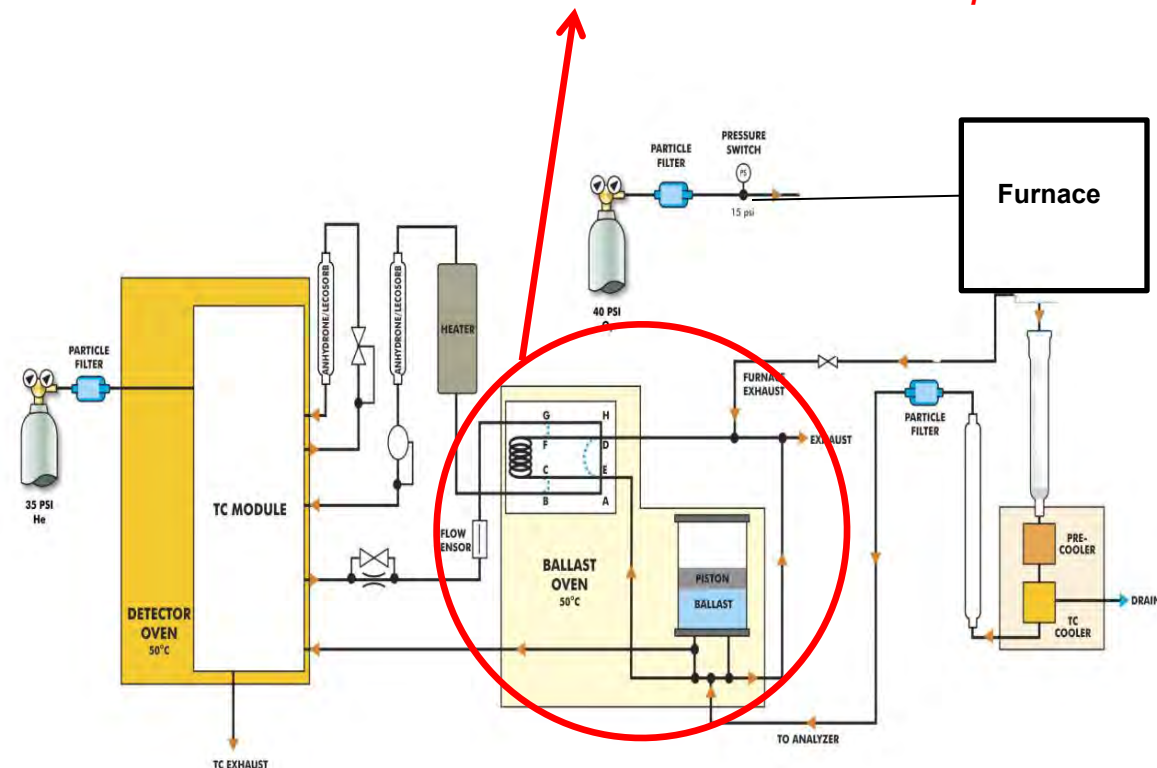 PRESSURE
SWITCH
PARTICLE
FILTER
PS
15 psi
Furnace
40 PSI
ANHYDRONE/LECOSORB
ANHYDRONE/LECOSORB
HEATER
PARTICLE
FILTER
35 PSI
He
TC MODULE
DETECTOR
OVEN
50°C
TC EXHAUST
FURNACE
EXHAUST
EXHAUST
G
H
F
D
C
E
B
A
FLOW
BALLAST
OVEN
50°C
PISTON
BALLAST
PARTICLE
FILTER
PRE-
COOLER
TC
COOLER
DRAIN
TO ANALYZER